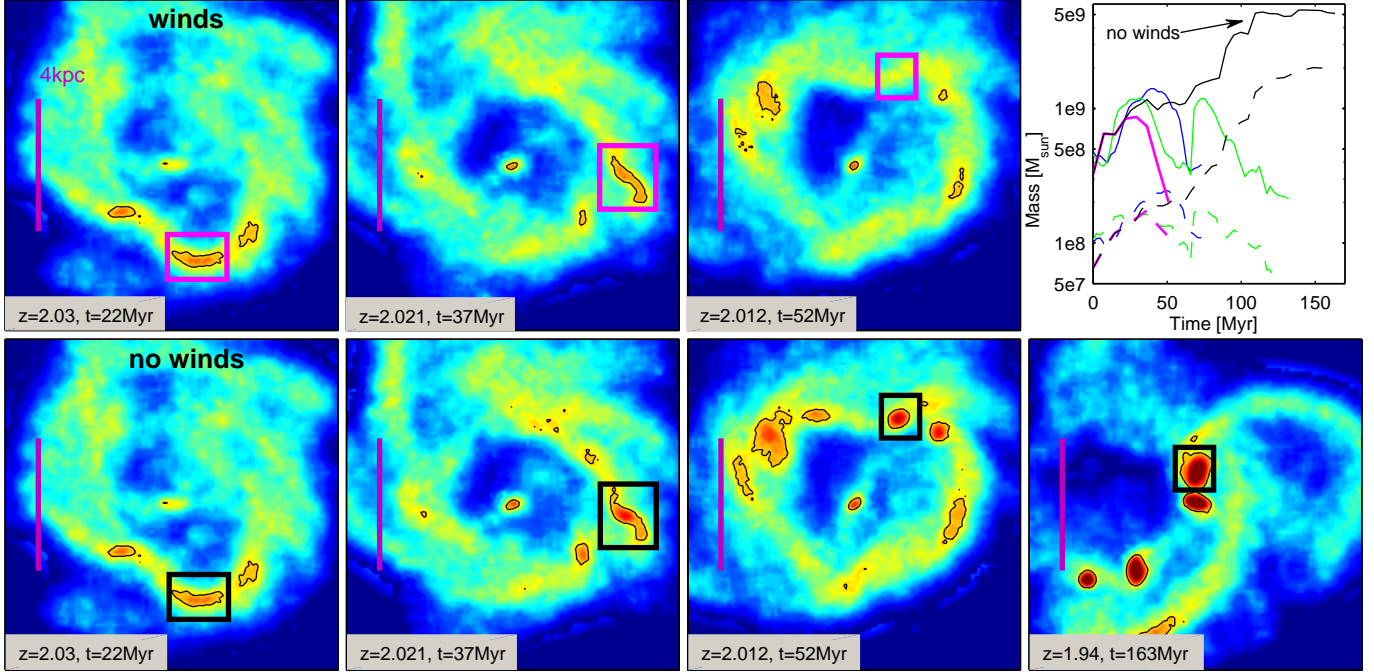 winds
4kpc
z=2.03, t=22Myr
z=2.021, t=37Myr
z=2.012, t=52Myr
5e9
1e9
5e8
1e8
5e7
Mass [M_sun]
no winds
0
50
100
150
Time [Myr]
no winds
z=2.03, t=22Myr
z=2.021, t=37Myr
z=2.012, t=52Myr
z=1.94, t=163Myr